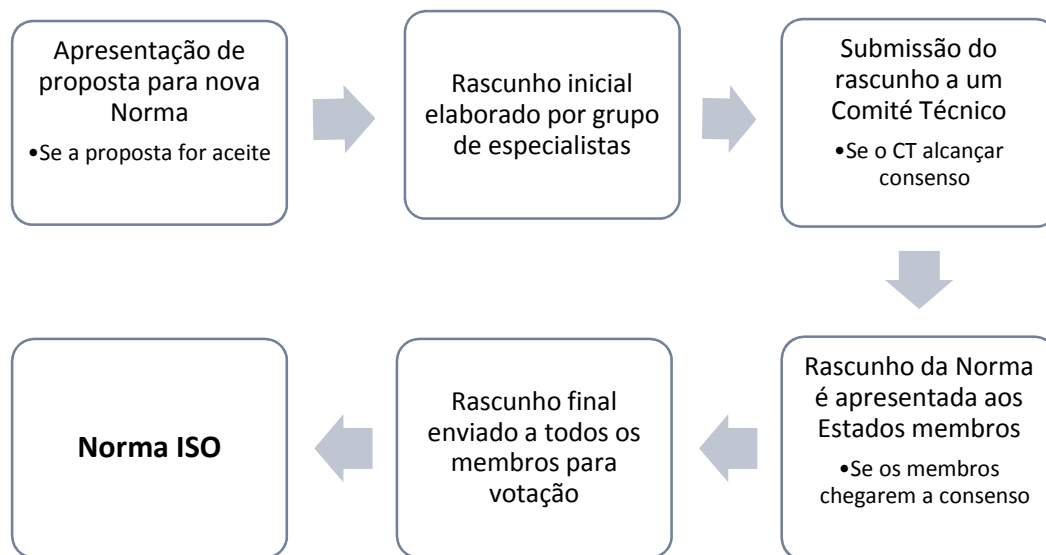 Apresentação de
proposta para nova
Norma
•Se a proposta for aceite
Rascunho inicial
elaborado por grupo
de especialistas
Submissão do
rascunho a um
Comité Técnico
•Se o CT alcançar
consenso
Rascunho da Norma
é apresentada aos
Estados membros
•Se os membros
chegarem a consenso
Rascunho final
enviado a todos os
membros para
votação
Norma ISO